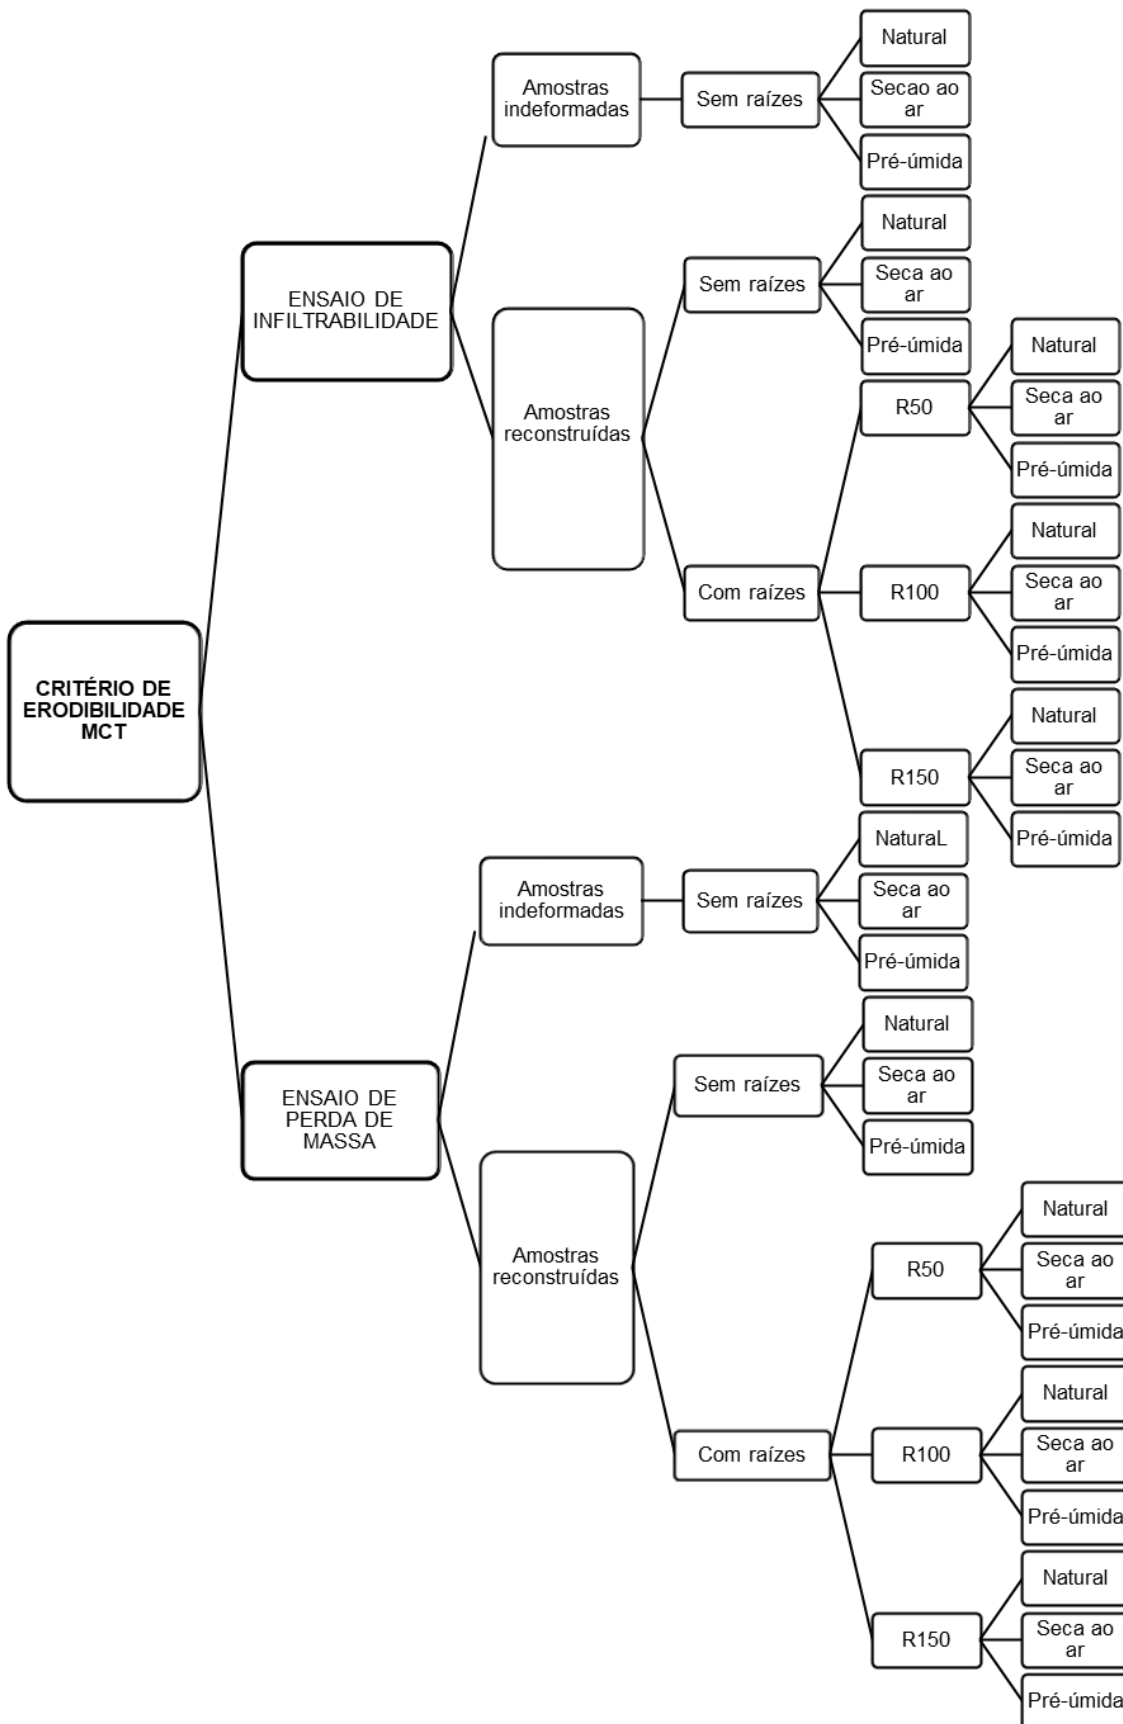 Natural
Amostras
indeformadas
Sem raízes
Secao ao
ar
Pré-úmida
Natural
ENSAIO DE
INFILTRABILIDADE
Sem raízes
Seca ao
ar
Pré-úmida
Amostras
reconstruídas
R50
Natural
Seca ao
ar
Pré-úmida
Com raízes
R100
Natural
Seca ao
ar
Pré-úmida
CRITÉRIO DE
ERODIBILIDADE
MCT
R150
Natural
Seca ao
ar
Pré-úmida
Amostras
indeformadas
Sem raízes
NaturaL
Seca ao
ar
Pré-úmida
ENSAIO DE
PERDA DE
MASSA
Sem raízes
Natural
Seca ao
ar
Pré-úmida
Amostras
reconstruídas
R50
Natural
Seca ao
ar
Pré-úmida
Com raízes
R100
Natural
Seca ao
ar
Pré-úmida
R150
Natural
Seca ao
ar
Pré-úmida